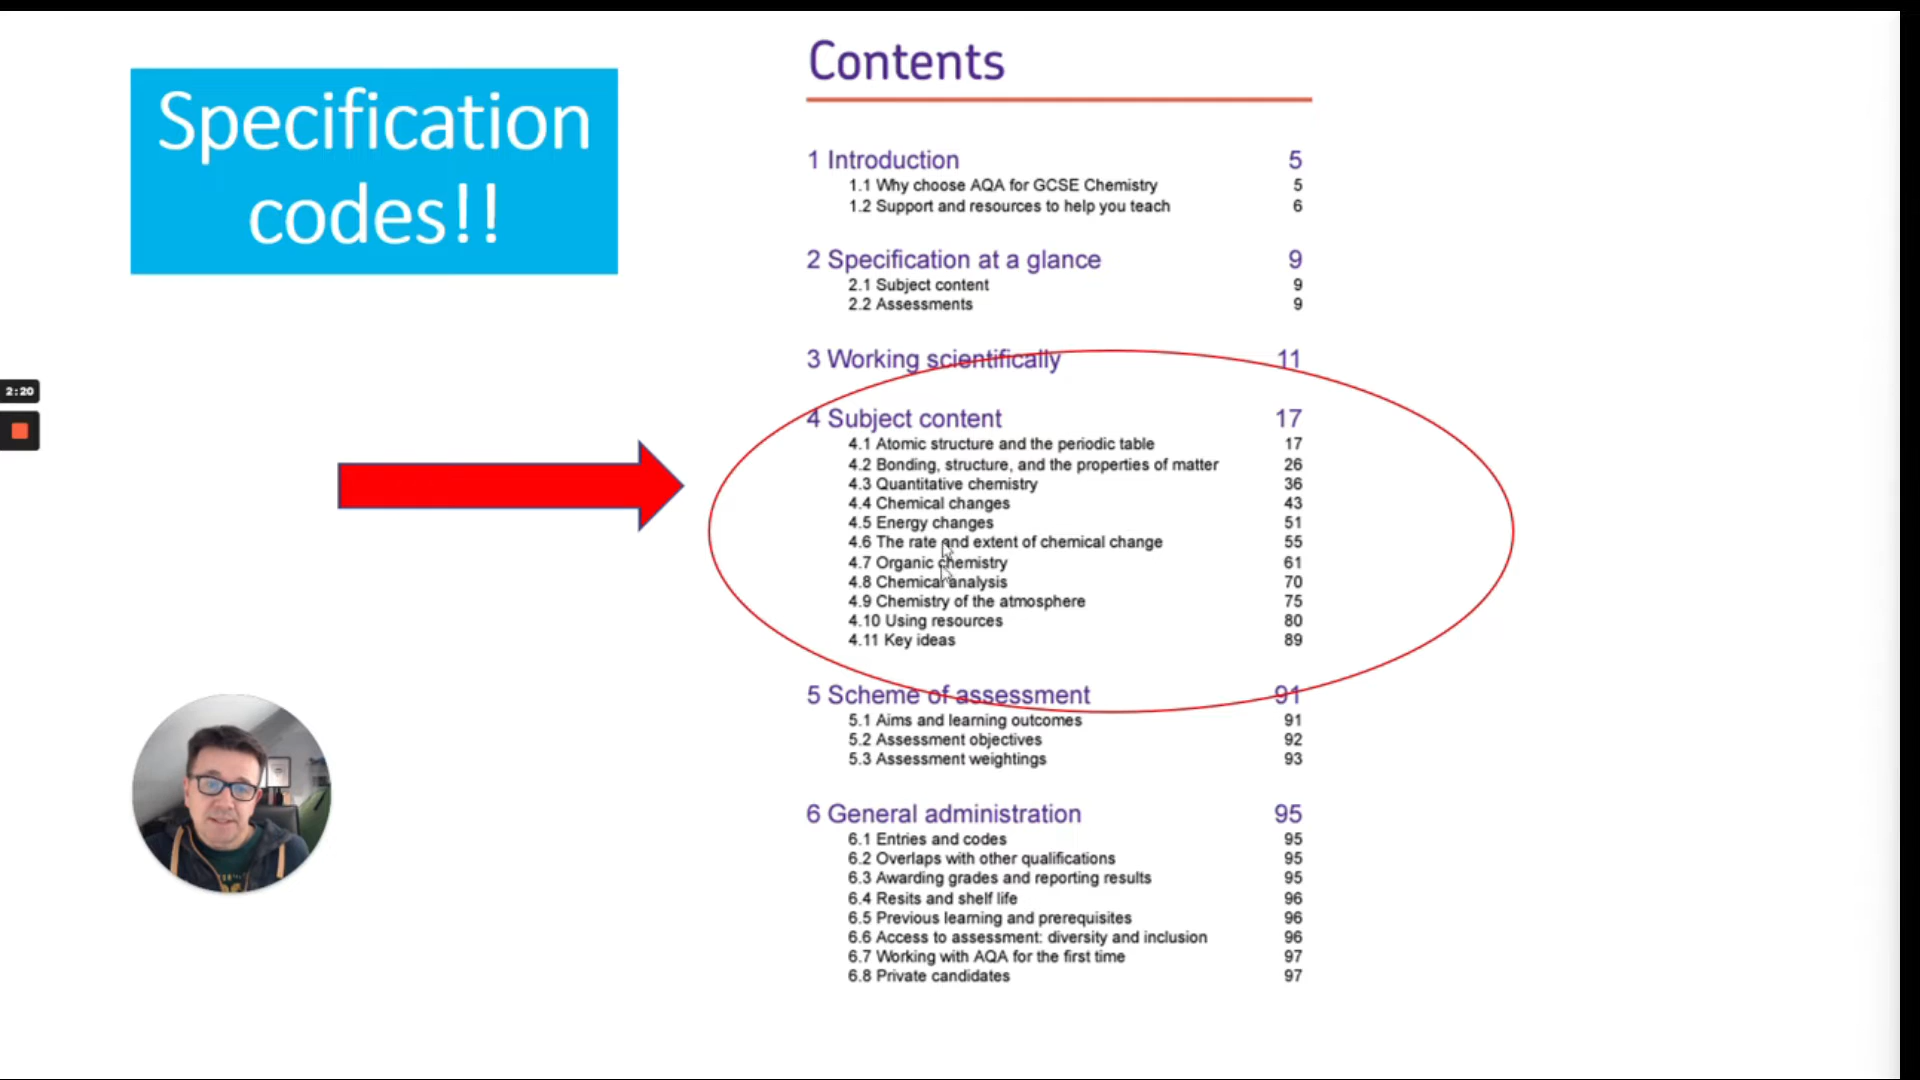 Specification
codes!!
2:20
Contents
1 Introduction 5
1.1 Why choose AQA for GCSE Chemistry 5
1.2 Support and resources to help you teach 6
2 Specification at a glance 9
2.1 Subject content 9
2.2 Assessments 9
3 Working scientifically 11
4 Subject content 17
4.1 Atomic structure and the periodic table 17
4.2 Bonding, structure, and the properties of matter 26
4.3 Quantitative chemistry 36
4.4 Chemical changes 43
4.5 Energy changes 51
4.6 The rate and extent of chemical change 55
4.7 Organic chemistry 61
4.8 Chemical analysis 70
4.9 Chemistry of the atmosphere 75
4.10 Using resources 80
4.11 Key ideas 89
5 Scheme of assessment 91
5.1 Aims and learning outcomes 91
5.2 Assessment objectives 92
5.3 Assessment weightings 93
6 General administration 95
6.1 Entries and codes 95
6.2 Overlaps with other qualifications 95
6.3 Awarding grades and reporting results 95
6.4 Resits and shelf life 96
6.5 Previous learning and prerequisites 96
6.6 Access to assessment: diversity and inclusion 96
6.7 Working with AQA for the first time 97
6.8 Private candidates 97